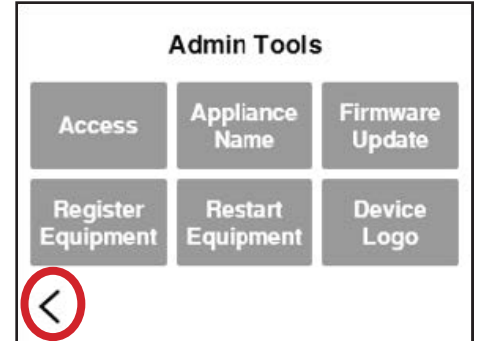 Admin Tools
Access
Appliance
Name
Firmware
Update
Register
Equipment
Restart
Equipment
Device
Logo